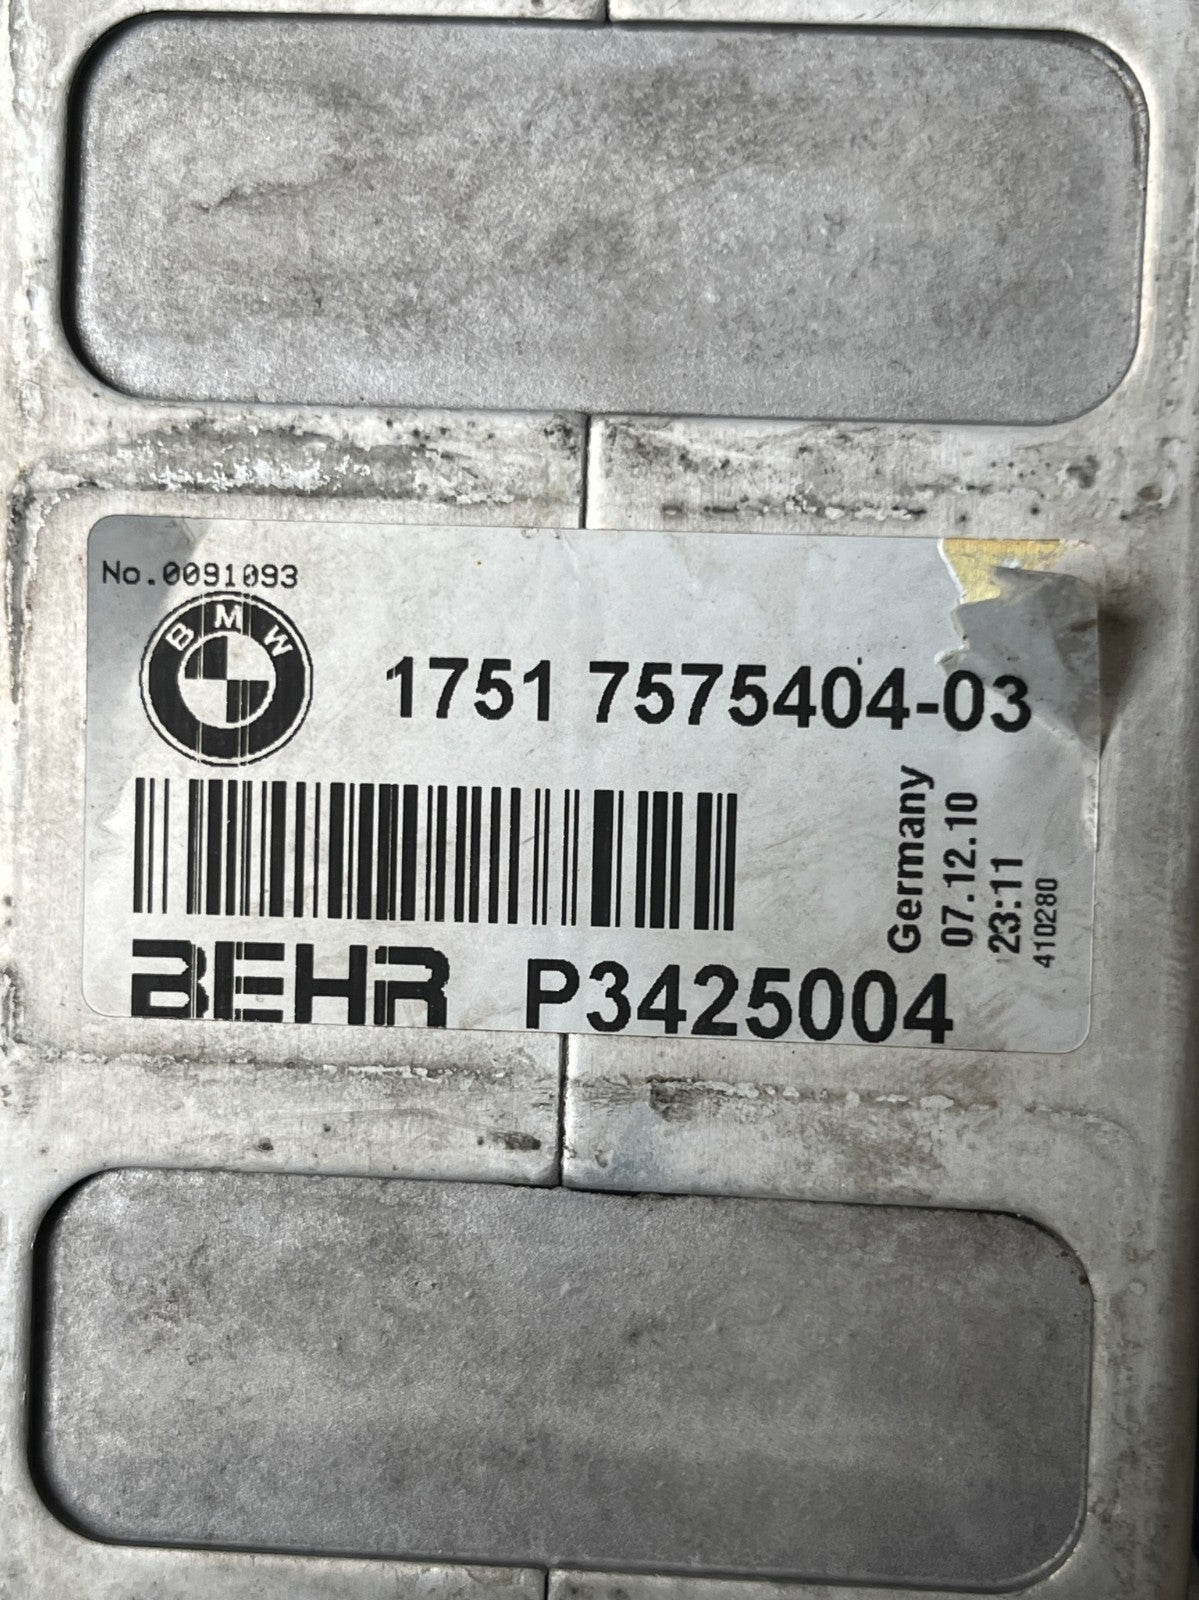 No.0091093
BMW
1751 7575404-03
BEHR P3425004
Germany
07.12.10
23:11
410280